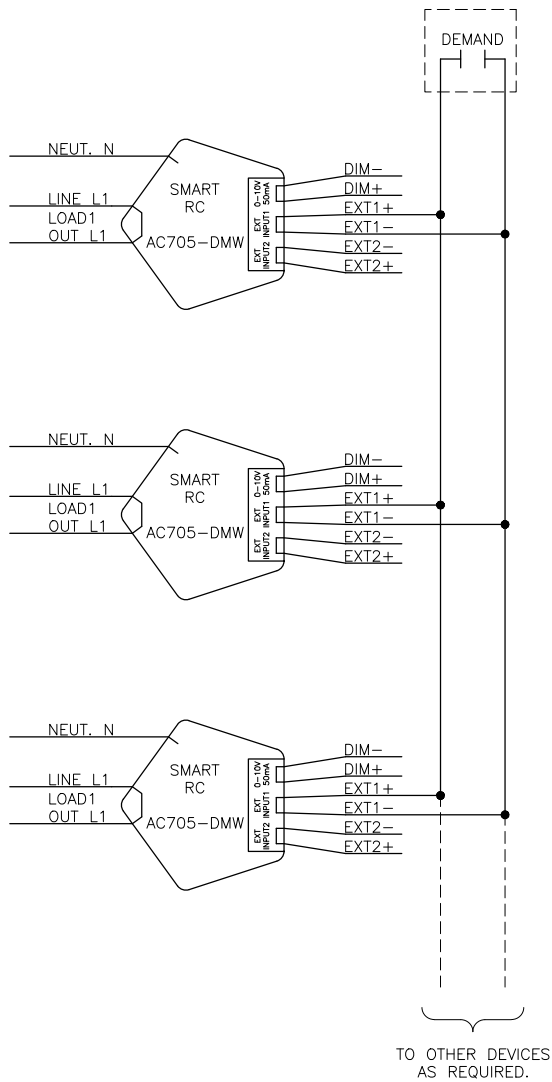 DEMAND
NEUT. N
LINE L1
LOAD1
OUT L1
SMART
RC
AC705-DMW
0-10V
50mA
EXT
INPUT1
EXT
INPUT2
DIM-
DIM+
EXT1+
EXT1-
EXT2-
EXT2+
NEUT. N
LINE L1
LOAD1
OUT L1
SMART
RC
AC705-DMW
0-10V
50mA
EXT
INPUT1
EXT
INPUT2
DIM-
DIM+
EXT1+
EXT1-
EXT2-
EXT2+
NEUT. N
LINE L1
LOAD1
OUT L1
SMART
RC
AC705-DMW
0-10V
50mA
EXT
INPUT1
EXT
INPUT2
DIM-
DIM+
EXT1+
EXT1-
EXT2-
EXT2+
TO OTHER DEVICES
AS REQUIRED.